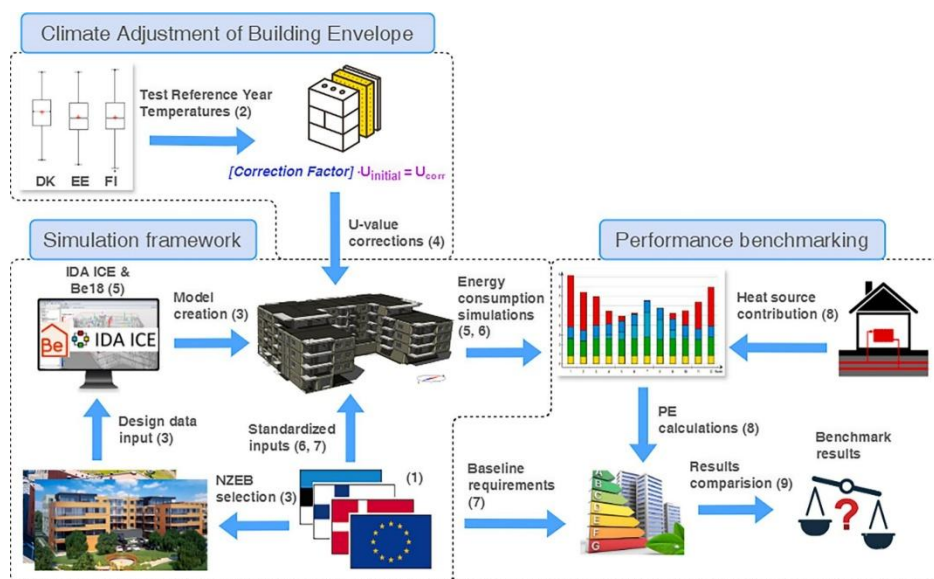 Climate Adjustment of Building Envelope
Test Reference Year
Temperatures (2)
DK EE FI
[Correction Factor] ·Uinitial = Ucorr
U-value
corrections (4)
Simulation framework
Performance benchmarking
IDA ICE &
Be18 (5)
Model
creation (3)
Energy
consumption
simulations
(5, 6)
Heat source
contribution (8)
Be IDA ICE
Design data
input (3)
Standardized
inputs (6, 7)
PE
calculations (8)
Benchmark
results
NZEB
selection (3)
(1)
Baseline
requirements
(7)
Results
comparision (9)
A
B
C
D
E
F
G
?